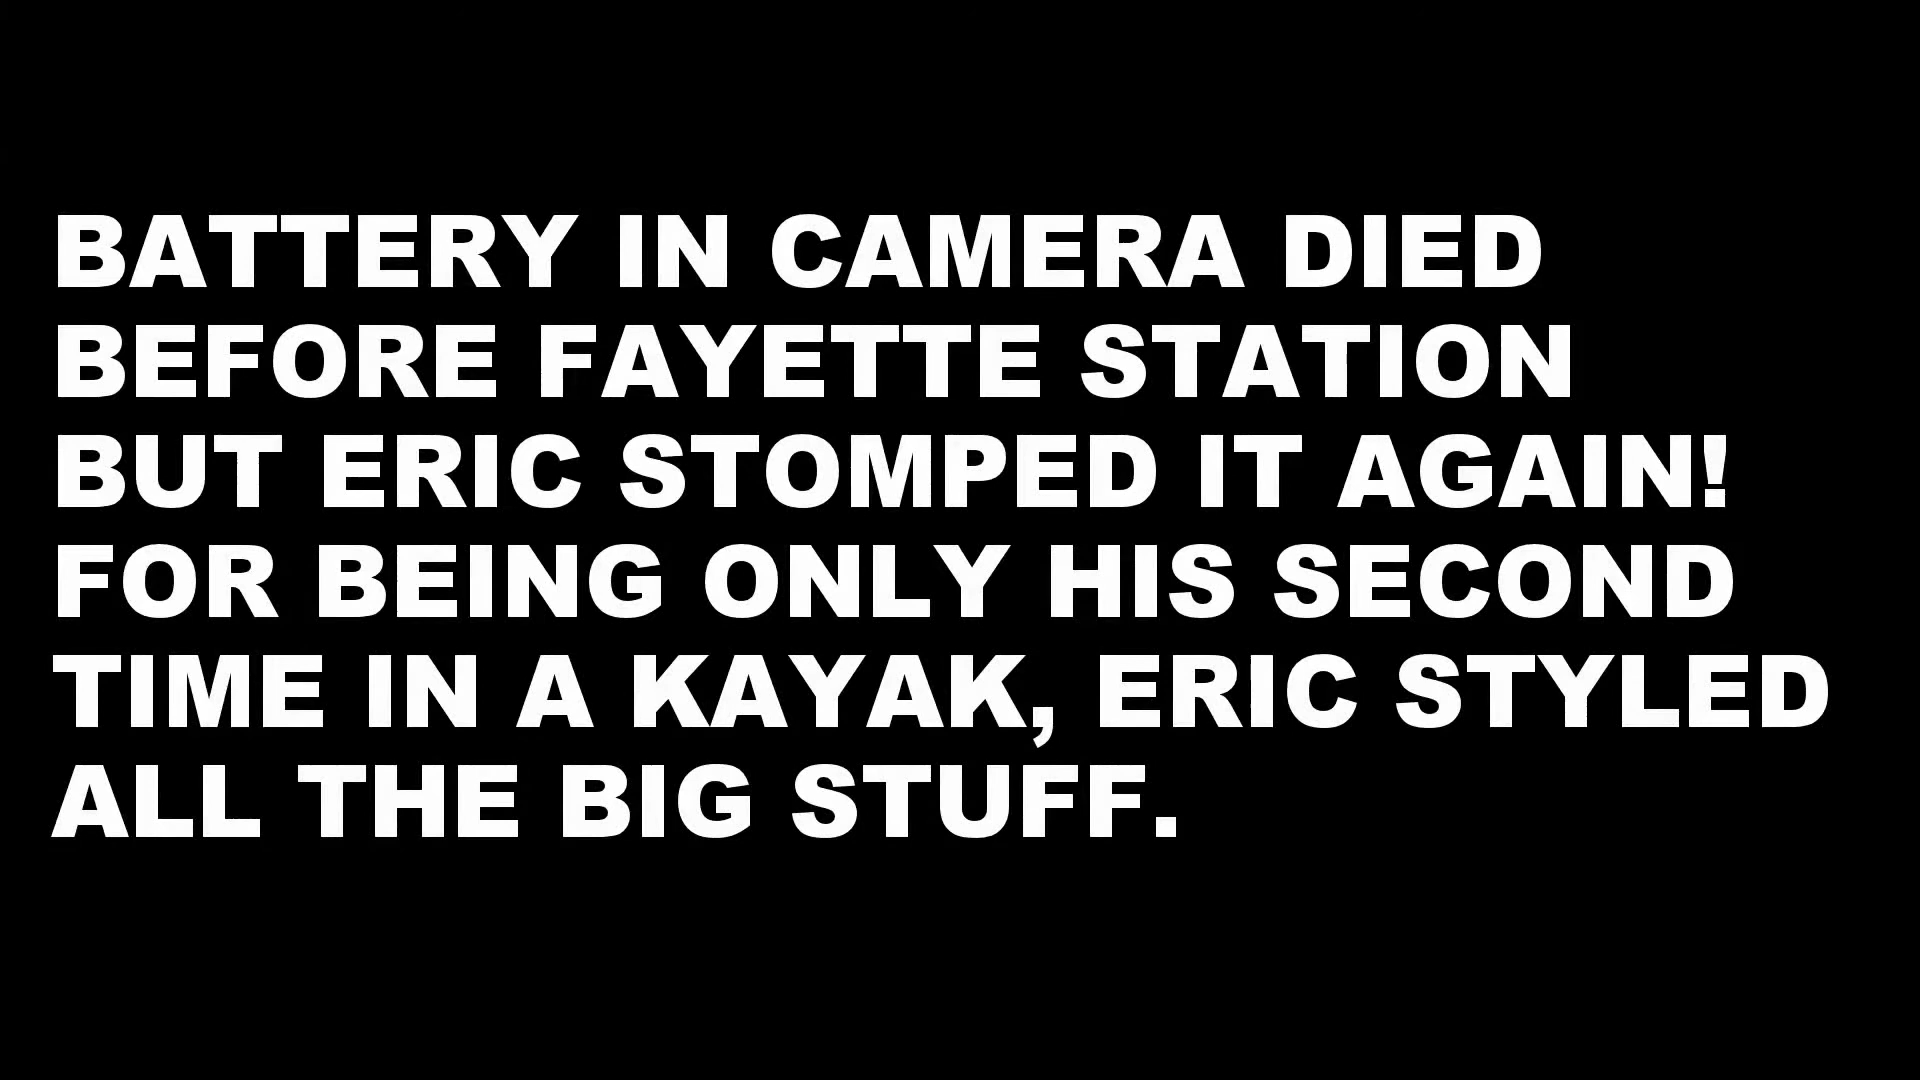 BATTERY IN CAMERA DIED
BEFORE FAYETTE STATION
BUT ERIC STOMPED IT AGAIN!
FOR BEING ONLY HIS SECOND
TIME IN A KAYAK, ERIC STYLED
ALL THE BIG STUFF.